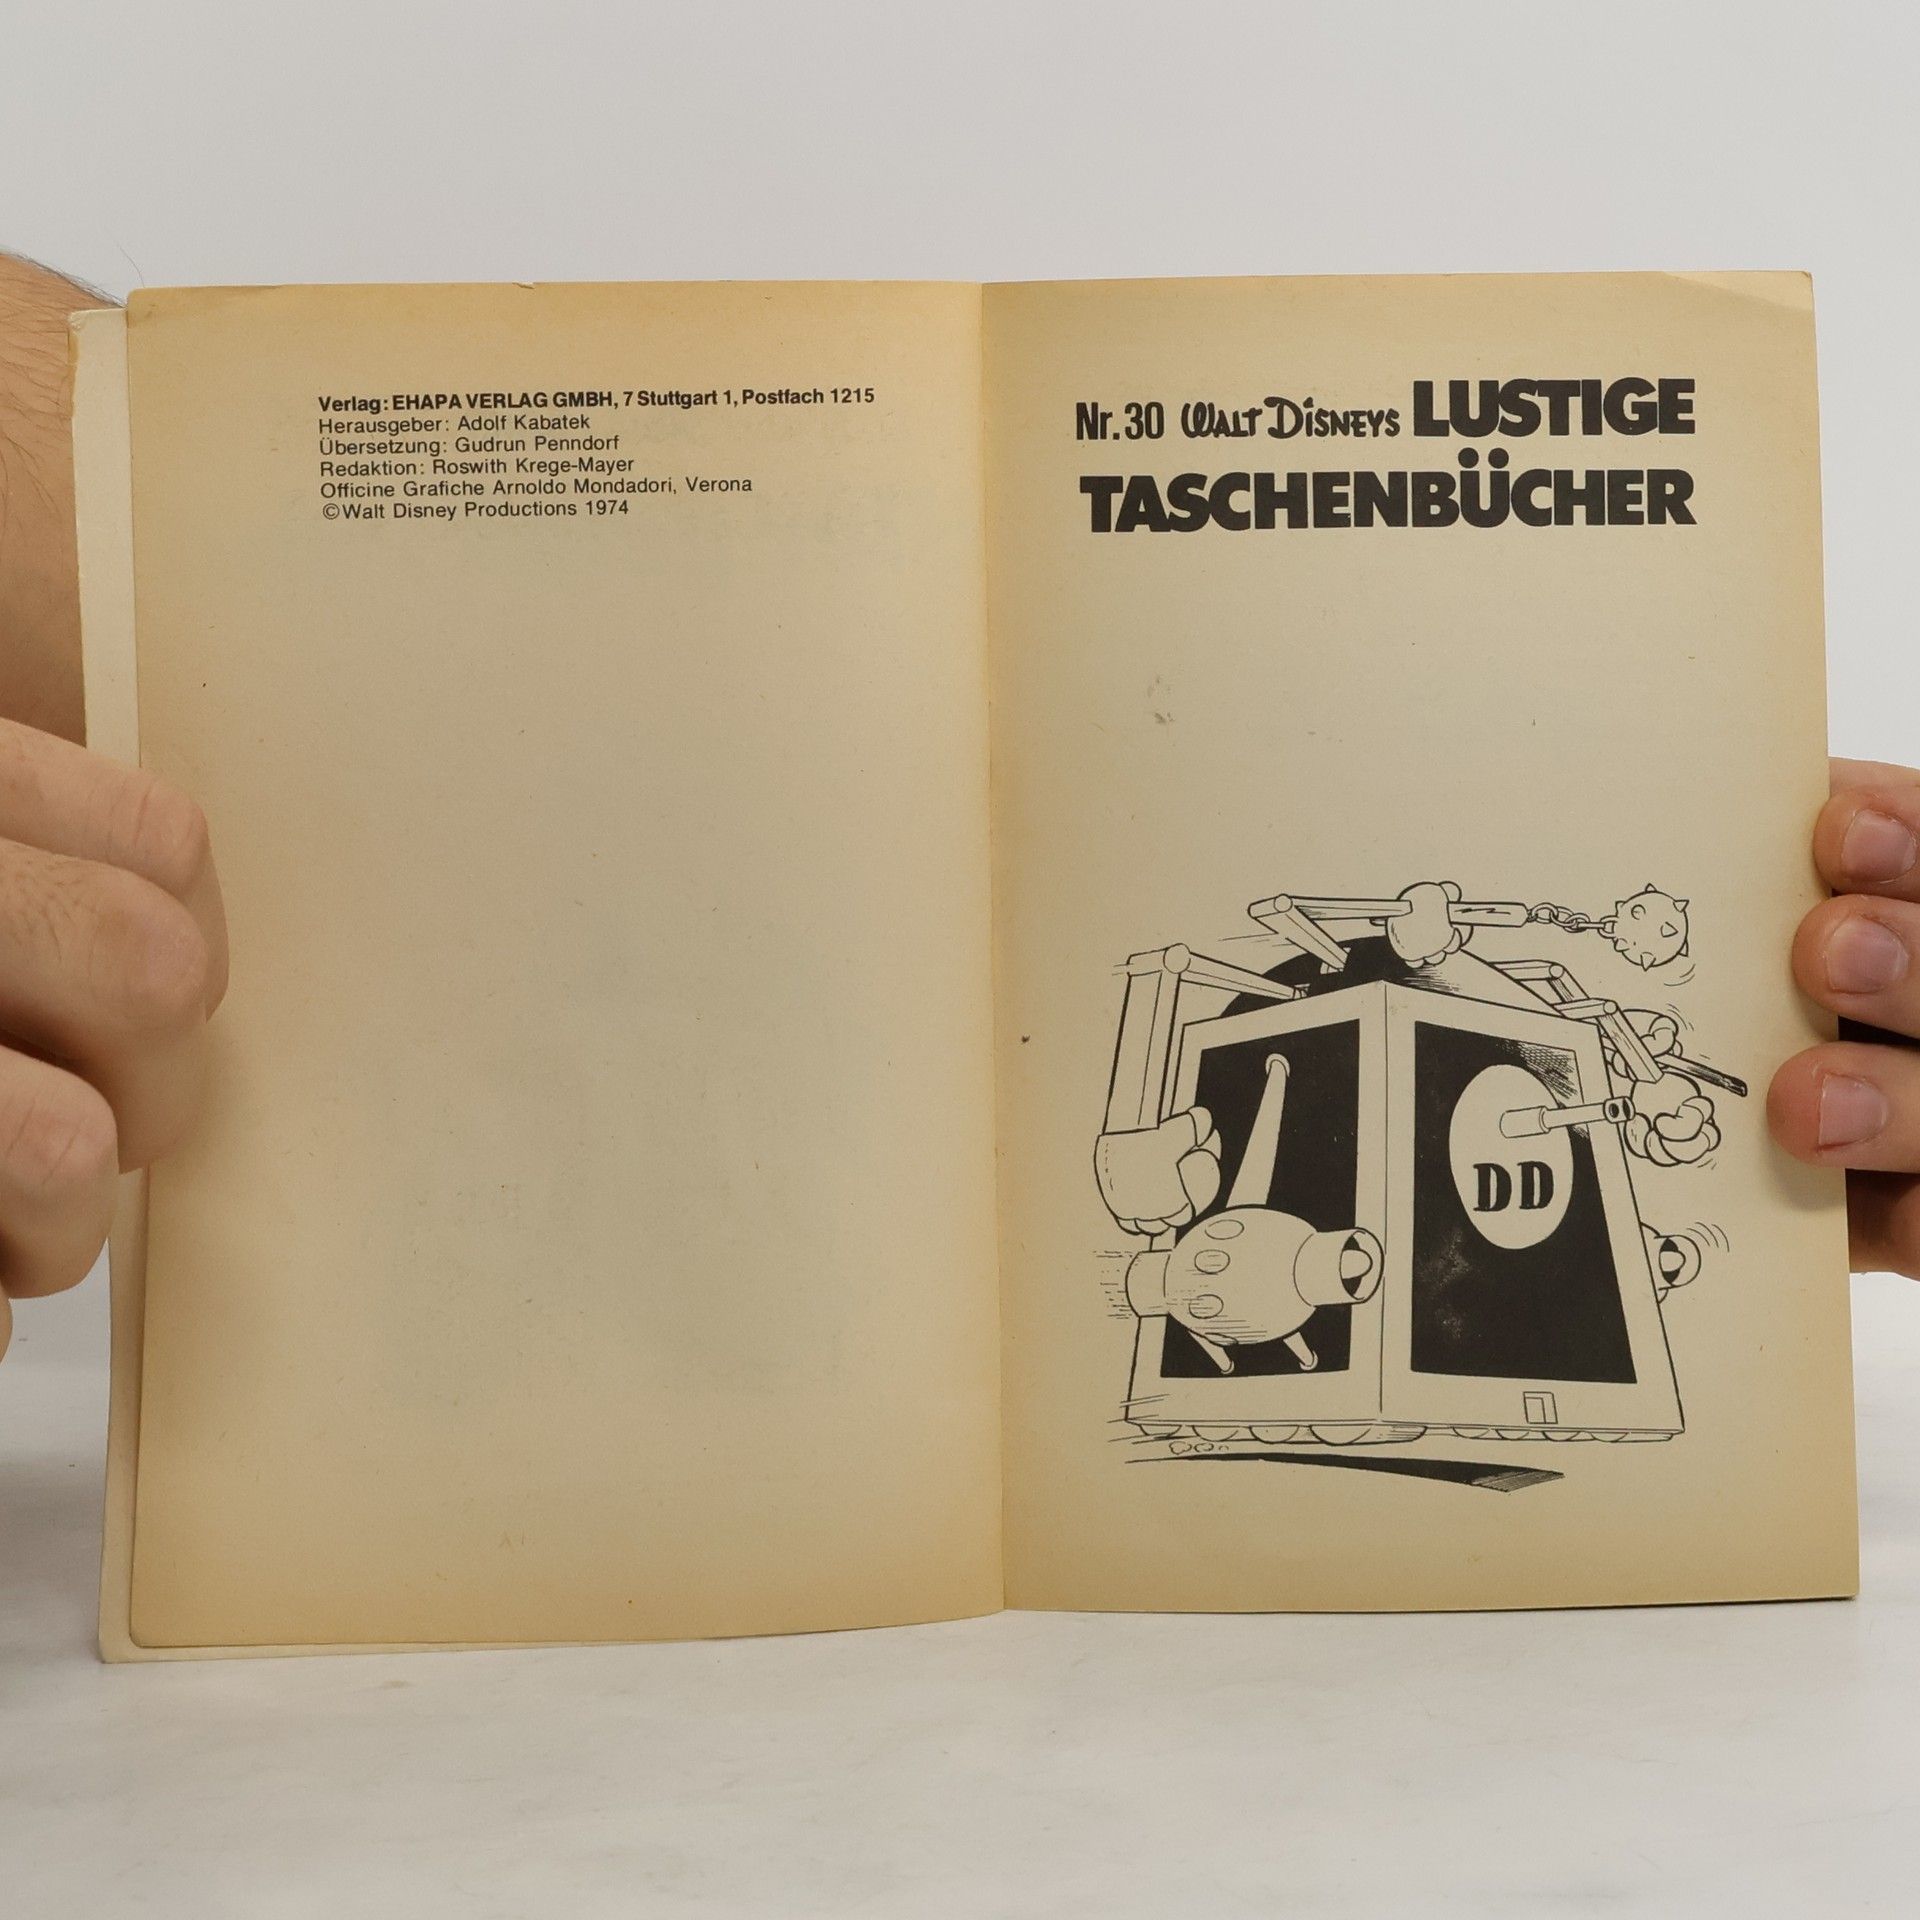 Verlag: EHAPA VERLAG GMBH, 7 Stuttgart 1, Postfach 1215
Herausgeber: Adolf Kabatek
Übersetzung: Gudrun Penndorf
Redaktion: Roswith Krege-Mayer
Officine Grafiche Arnoldo Mondadori, Verona
©Walt Disney Productions 1974
Nr. 30 WALT DISNEYS LUSTIGE
TASCHENBÜCHER
DD